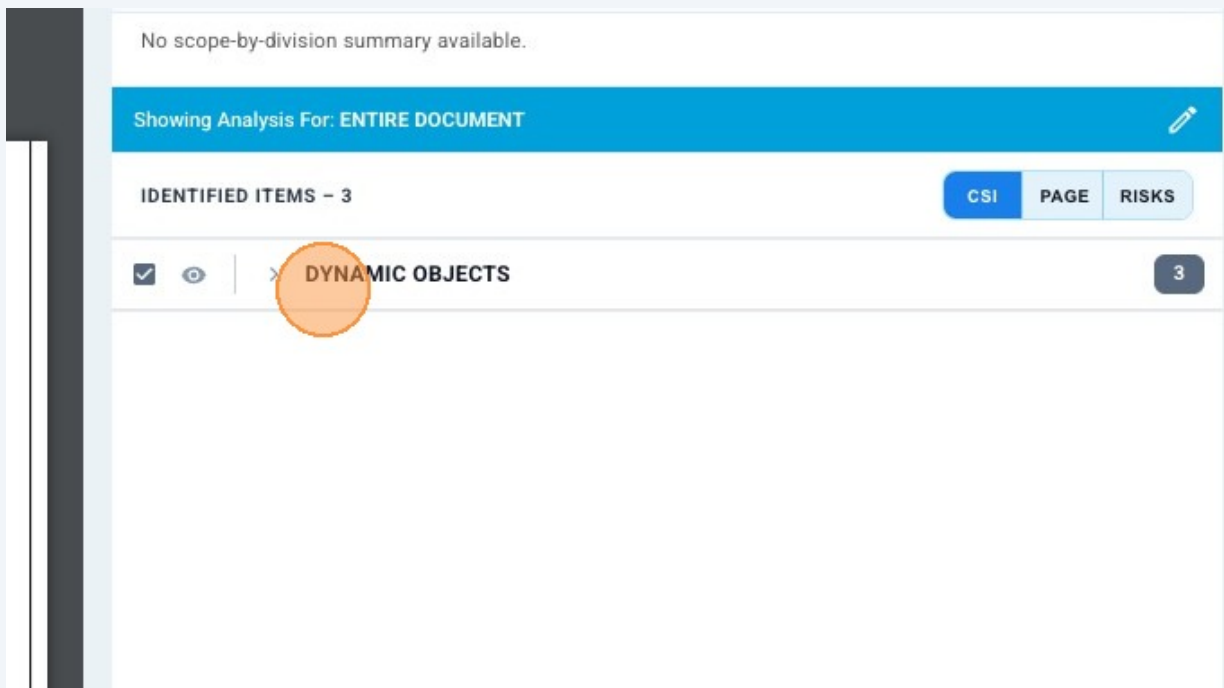 No scope-by-division summary available.
Showing Analysis For: ENTIRE DOCUMENT
IDENTIFIED ITEMS – 3
CSI PAGE RISKS
DYNAMIC OBJECTS 3